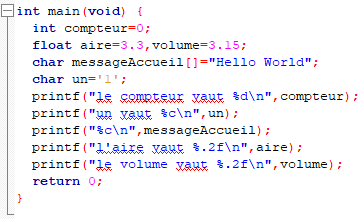 int main(void) {
int compteur=0;
float aire=3.3,volume=3.15;
char messageAccueil[]="Hello World";
char un='1';
printf("le compteur vaut %d\n",compteur);
printf("un vaut %c\n",un);
printf("%c\n",messageAccueil);
printf("l'aire vaut %.2f\n",aire);
printf("le volume vaut %.2f\n",volume);
return 0;
}